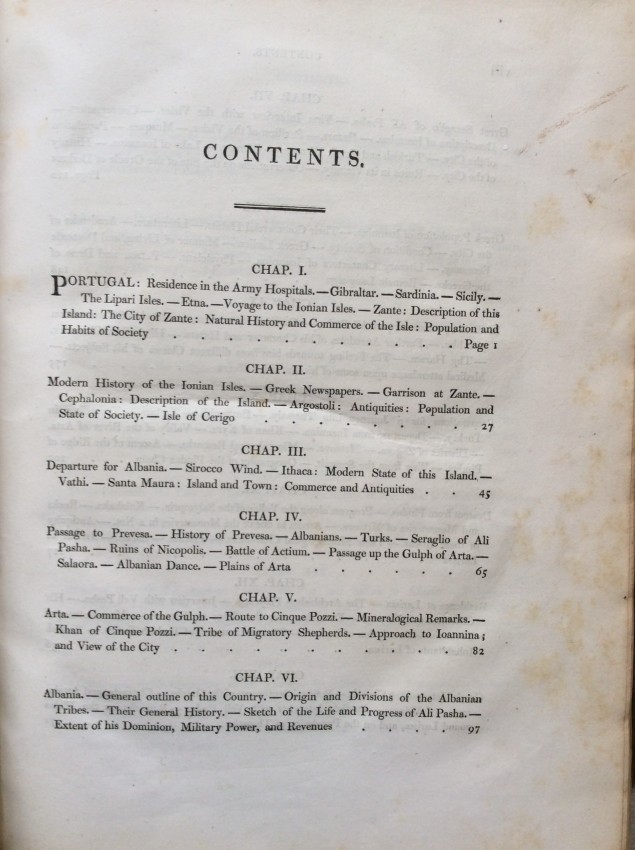 CONTENTS.
CHAP. I.
PORTUGAL: Residence in the Army Hospitals. — Gibraltar. — Sardinia. — Sicily. —
The Lipari Isles. — Etna. — Voyage to the Ionian Isles. — Zante: Description of this
Island: The City of Zante: Natural History and Commerce of the Isle: Population and
Habits of Society . . . . . . . . . . Page 1
CHAP. II.
Modern History of the Ionian Isles. — Greek Newspapers. — Garrison at Zante. —
Cephalonia: Description of the Island. — Argostoli: Antiquities: Population and
State of Society. — Isle of Cerigo . . . . . . . . 27
CHAP. III.
Departure for Albania. — Sirocco Wind. — Ithaca: Modern State of this Island. —
Vathi. — Santa Maura: Island and Town: Commerce and Antiquities . . 45
CHAP. IV.
Passage to Prevesa. — History of Prevesa. — Albanians. — Turks. — Seraglio of Ali
Pasha. — Ruins of Nicopolis. — Battle of Actium. — Passage up the Gulph of Arta. —
Salaora. — Albanian Dance. — Plains of Arta . . . . . . 65
CHAP. V.
Arta. — Commerce of the Gulph. — Route to Cinque Pozzi. — Mineralogical Remarks. —
Khan of Cinque Pozzi. — Tribe of Migratory Shepherds. — Approach to Ioannina;
and View of the City . . . . . . . . . . . 82
CHAP. VI.
Albania. — General outline of this Country. — Origin and Divisions of the Albanian
Tribes. — Their General History. — Sketch of the Life and Progress of Ali Pasha. —
Extent of his Dominion, Military Power, and Revenues . . . . 97